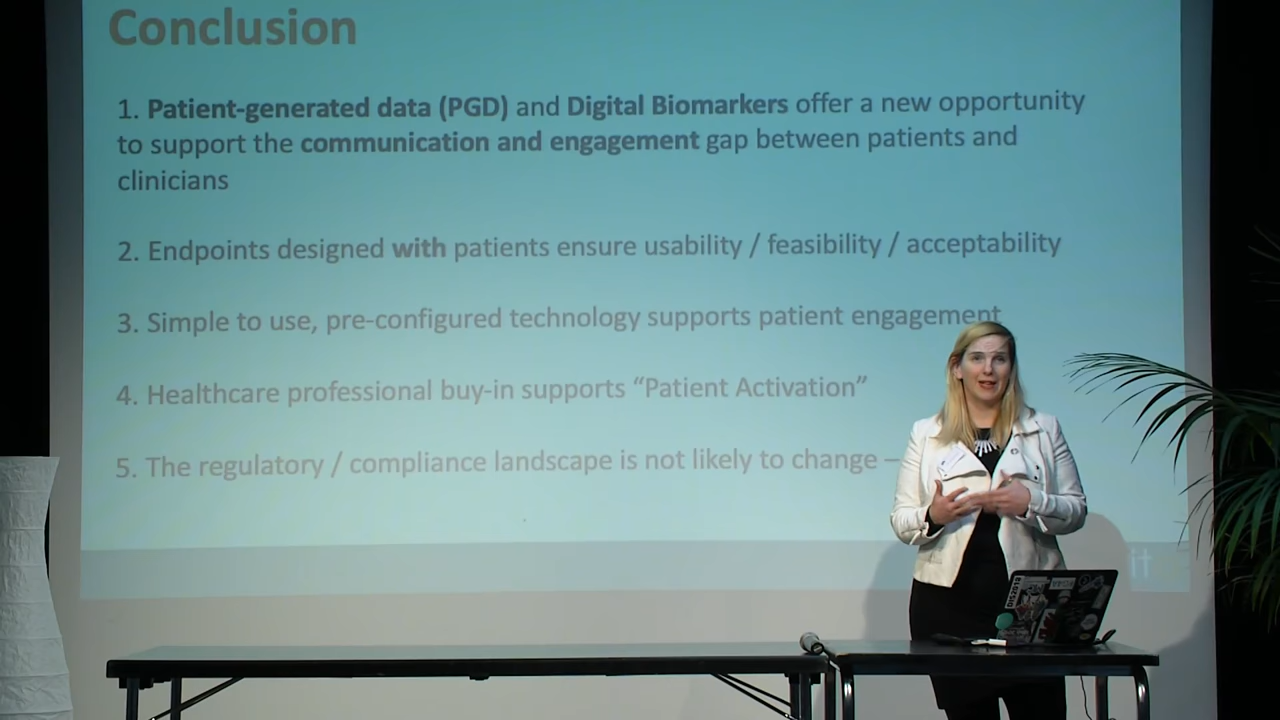 Conclusion
1. Patient-generated data (PGD) and Digital Biomarkers offer a new opportunity
to support the communication and engagement gap between patients and
clinicians
2. Endpoints designed with patients ensure usability / feasibility / acceptability
3. Simple to use, pre-configured technology supports patient engagement
4. Healthcare professional buy-in supports “Patient Activation”
5. The regulatory / compliance landscape is not likely to change –
it